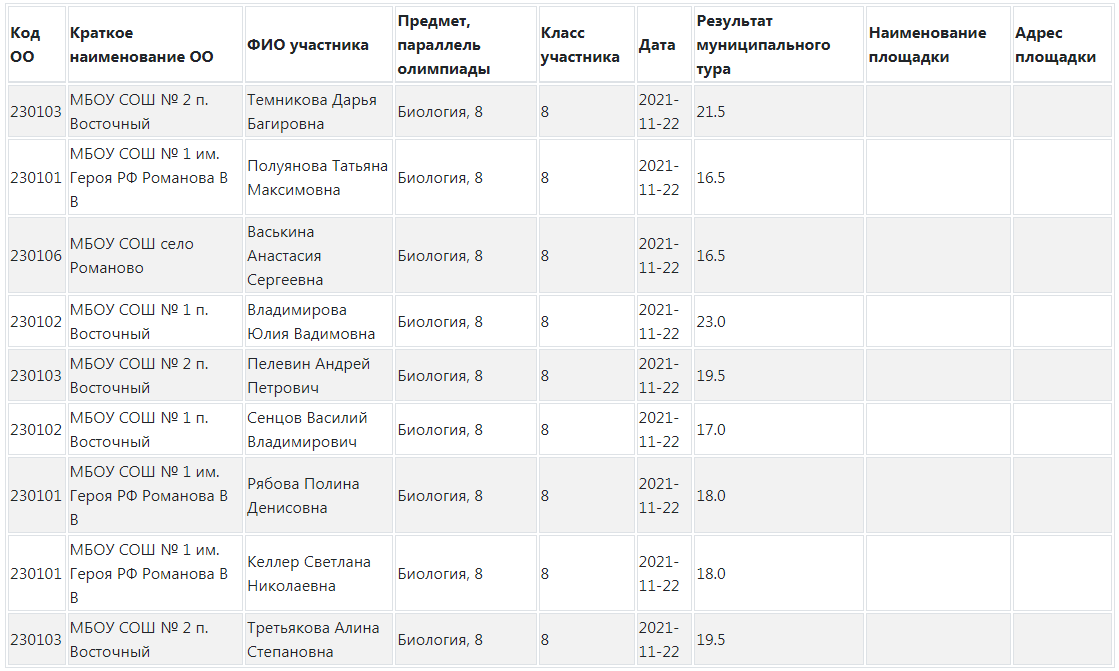 Код ОО
Краткое наименование ОО
ФИО участника
Предмет, параллель олимпиады
Класс участника
Дата
Результат муниципального тура
Наименование площадки
Адрес площадки
230103
МБОУ СОШ № 2 п. Восточный
Темникова Дарья Багировна
Биология, 8
8
2021-11-22
21.5
230101
МБОУ СОШ № 1 им. Героя РФ Романова В В
Полуянова Татьяна Максимовна
Биология, 8
8
2021-11-22
16.5
230106
МБОУ СОШ село Романово
Васькина Анастасия Сергеевна
Биология, 8
8
2021-11-22
16.5
230102
МБОУ СОШ № 1 п. Восточный
Владимирова Юлия Вадимовна
Биология, 8
8
2021-11-22
23.0
230103
МБОУ СОШ № 2 п. Восточный
Пелевин Андрей Петрович
Биология, 8
8
2021-11-22
19.5
230102
МБОУ СОШ № 1 п. Восточный
Сенцов Василий Владимирович
Биология, 8
8
2021-11-22
17.0
230101
МБОУ СОШ № 1 им. Героя РФ Романова В В
Рябова Полина Денисовна
Биология, 8
8
2021-11-22
18.0
230101
МБОУ СОШ № 1 им. Героя РФ Романова В В
Келлер Светлана Николаевна
Биология, 8
8
2021-11-22
18.0
230103
МБОУ СОШ № 2 п. Восточный
Третьякова Алина Степановна
Биология, 8
8
2021-11-22
19.5